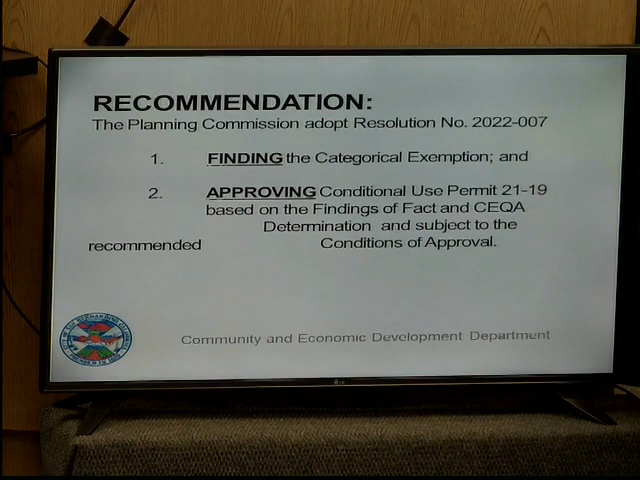 RECOMMENDATION:
The Planning Commission adopt Resolution No. 2022-007
1. FINDING the Categorical Exemption; and
2. APPROVING Conditional Use Permit 21-19
based on the Findings of Fact and CEQA
Determination and subject to the
recommended Conditions of Approval.
Community and Economic Development Department
LG